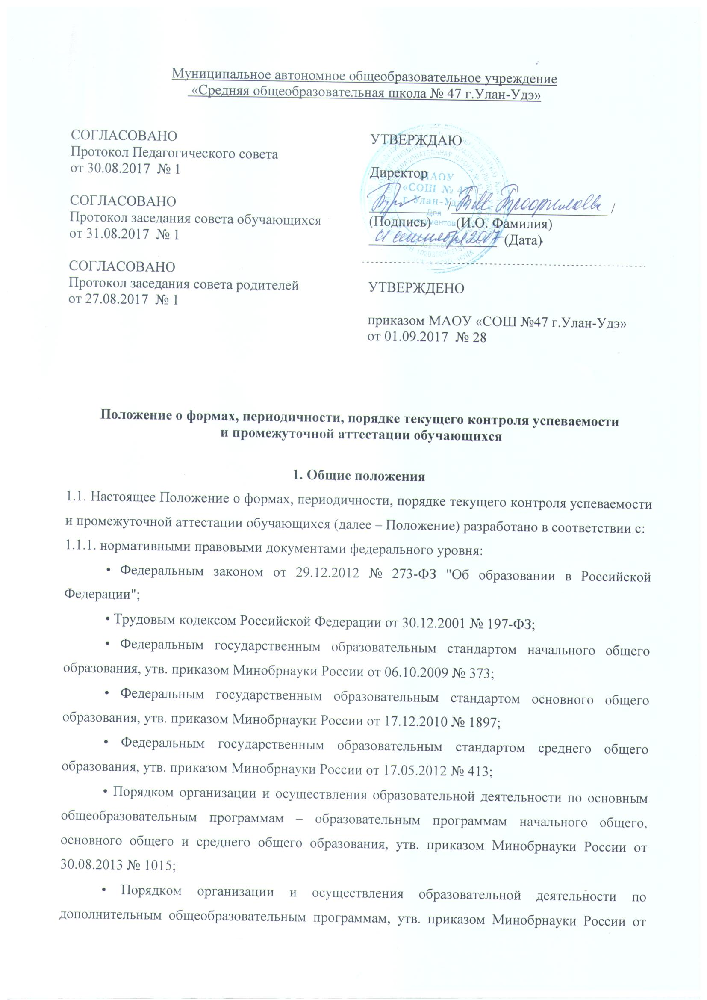 Муниципальное автономное общеобразовательное учреждение
«Средняя общеобразовательная школа № 47 г.Улан-Удэ»
СОГЛАСОВАНО
Протокол Педагогического совета
от 30.08.2017 № 1
СОГЛАСОВАНО
Протокол заседания совета обучающихся
от 31.08.2017 № 1
СОГЛАСОВАНО
Протокол заседания совета родителей
от 27.08.2017 № 1
УТВЕРЖДАЮ
Директор
МАОУ
«СОШ № 47
г. Улан-Удэ
Для
документов
/ /
(Подпись) (И.О. Фамилия)
01 сентября 2017 (Дата)
УТВЕРЖДЕНО
приказом МАОУ «СОШ №47 г.Улан-Удэ»
от 01.09.2017 № 28
Положение о формах, периодичности, порядке текущего контроля успеваемости
и промежуточной аттестации обучающихся
1. Общие положения
1.1. Настоящее Положение о формах, периодичности, порядке текущего контроля успеваемости
и промежуточной аттестации обучающихся (далее – Положение) разработано в соответствии с:
1.1.1. нормативными правовыми документами федерального уровня:
• Федеральным законом от 29.12.2012 № 273-ФЗ "Об образовании в Российской
Федерации";
• Трудовым кодексом Российской Федерации от 30.12.2001 № 197-ФЗ;
• Федеральным государственным образовательным стандартом начального общего
образования, утв. приказом Минобрнауки России от 06.10.2009 № 373;
• Федеральным государственным образовательным стандартом основного общего
образования, утв. приказом Минобрнауки России от 17.12.2010 № 1897;
• Федеральным государственным образовательным стандартом среднего общего
образования, утв. приказом Минобрнауки России от 17.05.2012 № 413;
• Порядком организации и осуществления образовательной деятельности по основным
общеобразовательным программам – образовательным программам начального общего,
основного общего и среднего общего образования, утв. приказом Минобрнауки России от
30.08.2013 № 1015;
• Порядком организации и осуществления образовательной деятельности по
дополнительным общеобразовательным программам, утв. приказом Минобрнауки России от